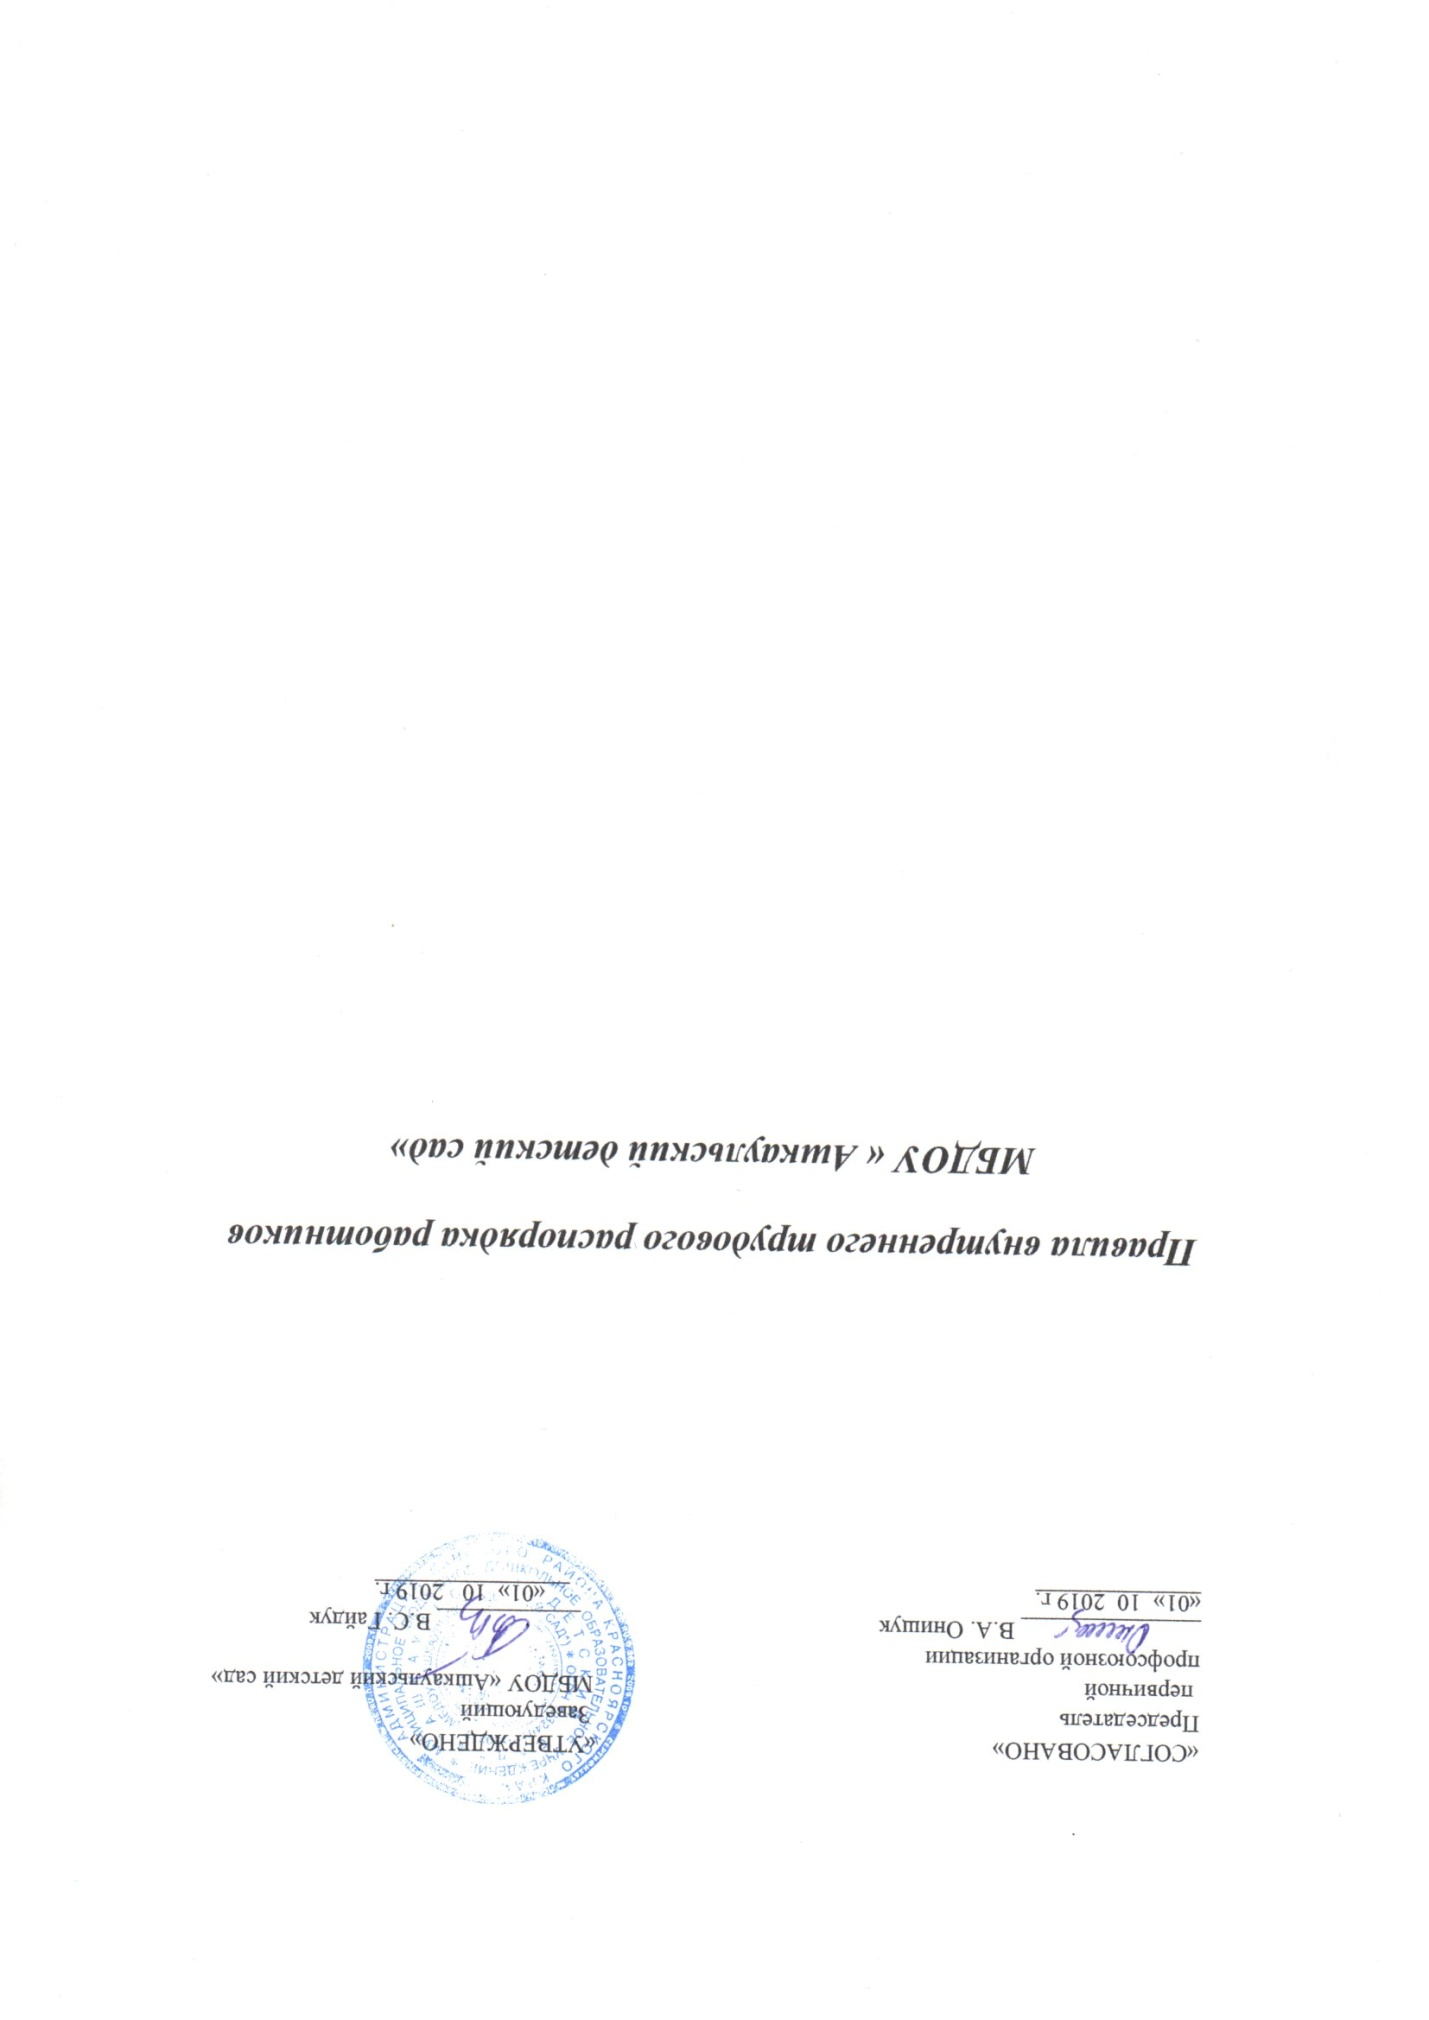 «СОГЛАСОВАНО»
Председатель
первичной
профсоюзной организации
В.А. Онищук
«01» 10 2019 г.
«УТВЕРЖДЕНО»
Заведующий
МБДОУ «Ашкаульский детский сад»
В.С. Гайдук
«01» 10 2019 г.
Правила внутреннего трудового распорядка работников
МБДОУ « Ашкаульский детский сад»